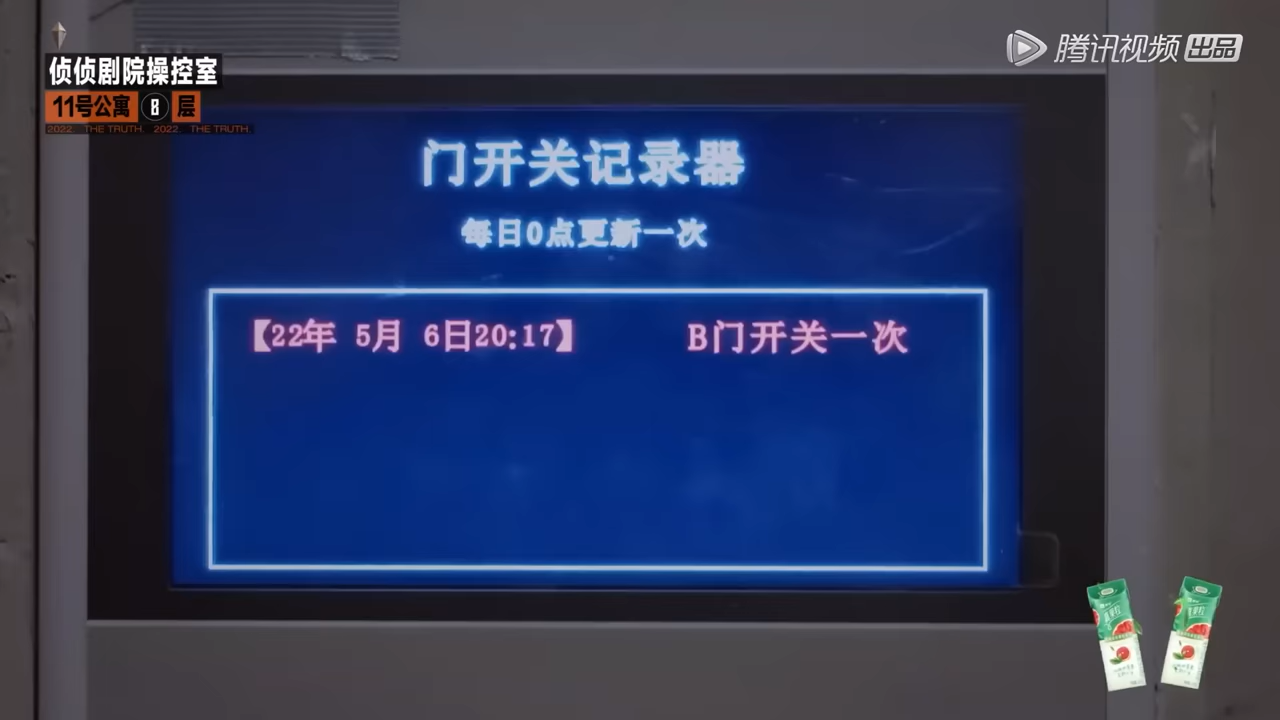 侦侦剧院操控室
11号公寓 8 层
2022 THE TRUTH. 2022 THE TRUTH.
腾讯视频 出品
门开关记录器
每日0点更新一次
【22年 5月 6日20:17】 B门开关一次